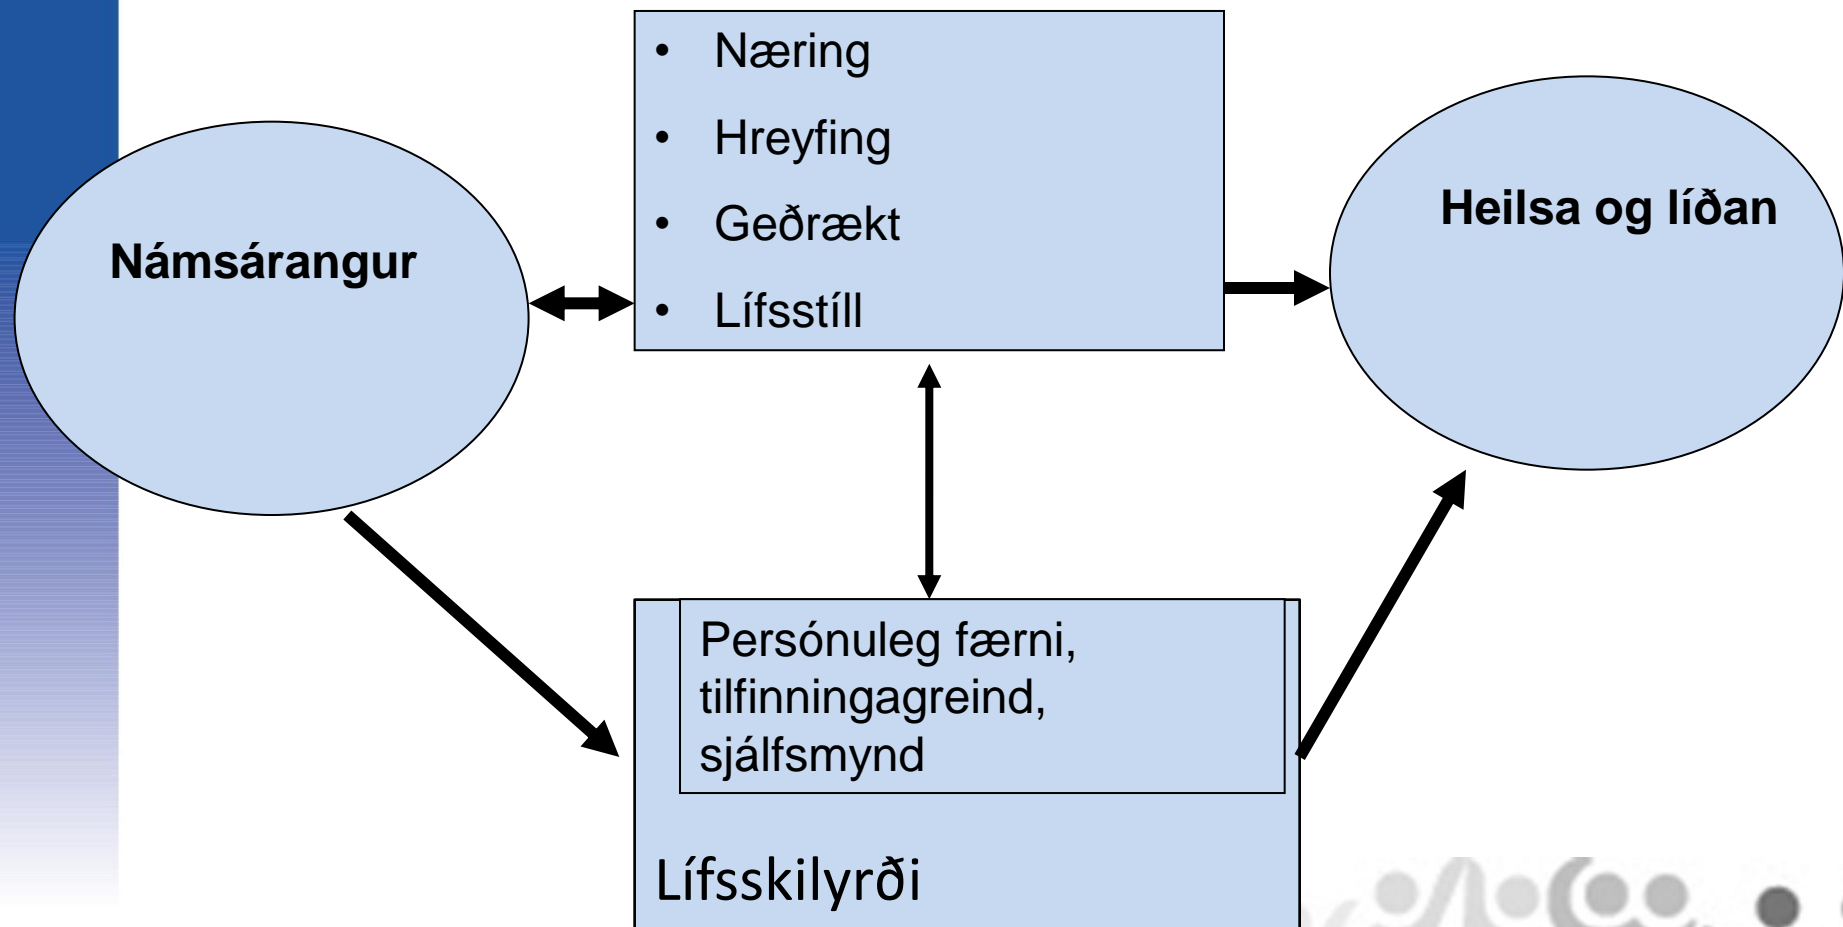 • Næring
• Hreyfing
• Geðrækt
• Lífsstíll
Námsárangur
Heilsa og líðan
Persónuleg færni,
tilfinningagreind,
sjálfsmynd
Lífsskilyrði